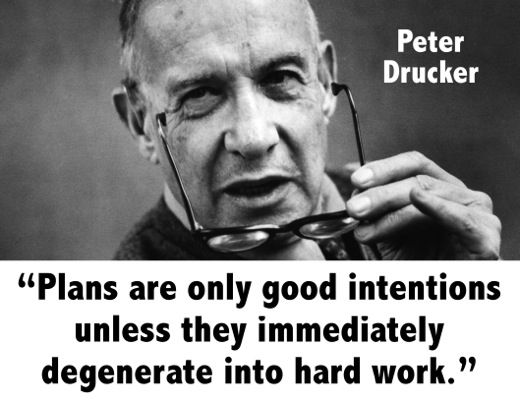 Peter
Drucker
“Plans are only good intentions
unless they immediately
degenerate into hard work.”